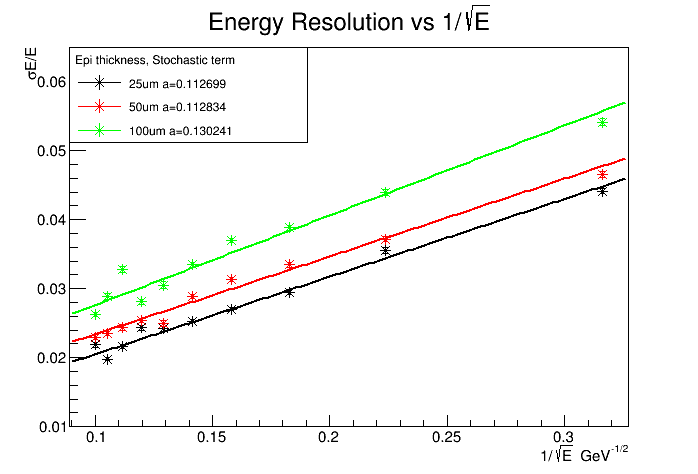 Energy Resolution vs 1/√E
σE/E
Epi thickness, Stochastic term
25um a=0.112699
50um a=0.112834
100um a=0.130241
0.06
0.05
0.04
0.03
0.02
0.01
0.1 0.15 0.2 0.25 0.3
1/√E GeV^-1/2